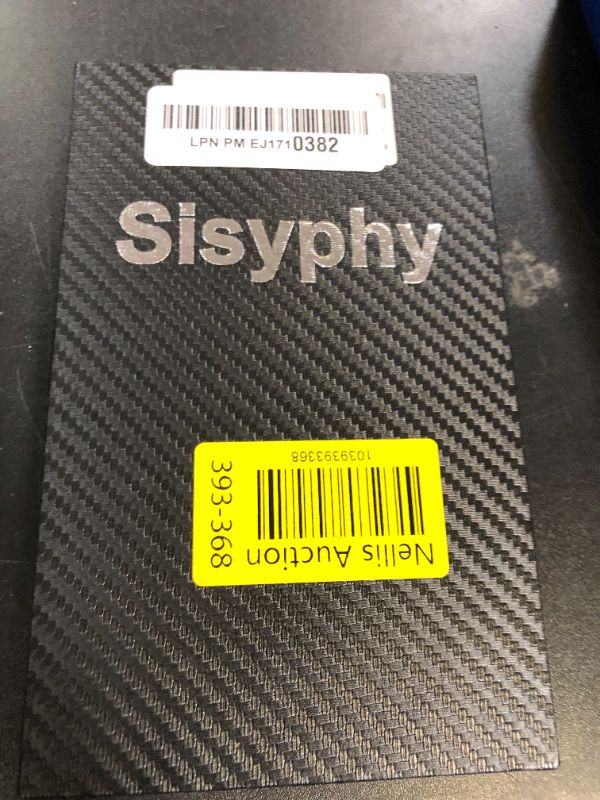 LPN PM EJ1710382
Sisyphy
Nellis Auction
393-368
1039393368